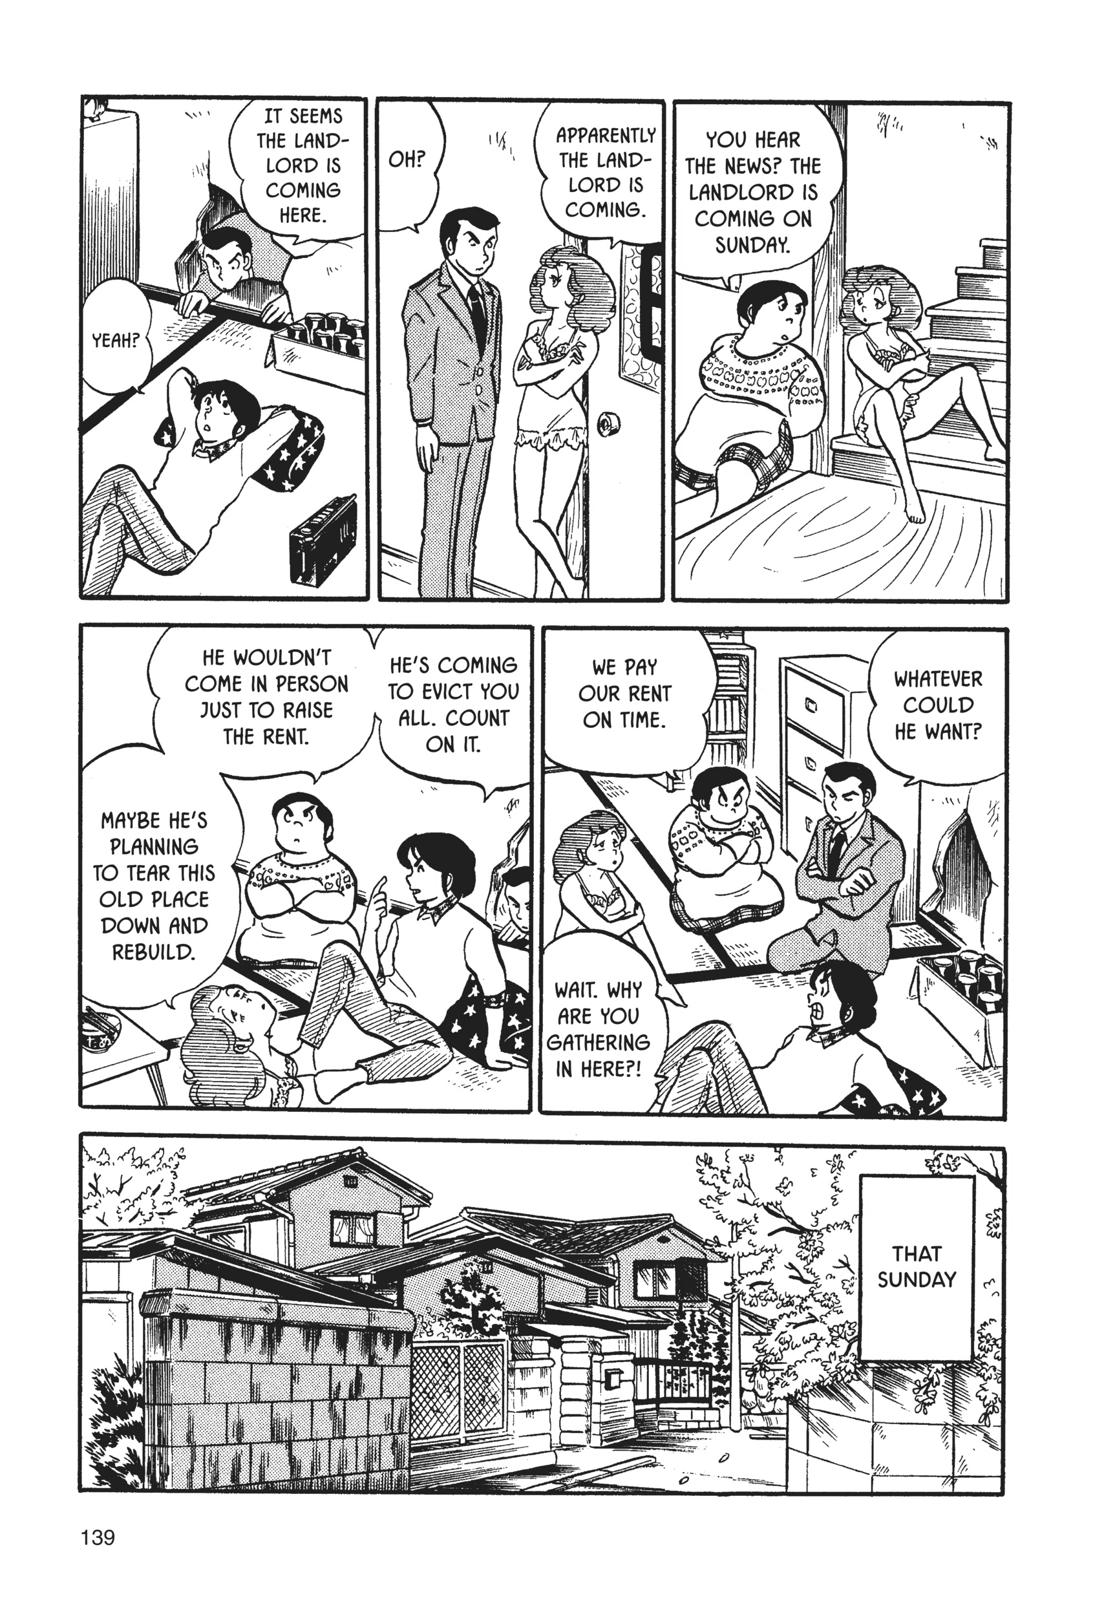 YOU HEAR
THE NEWS? THE
LANDLORD IS
COMING ON
SUNDAY.
APPARENTLY
THE LAND-
LORD IS
COMING.
OH?
IT SEEMS
THE LAND-
LORD IS
COMING
HERE.
YEAH?
WHATEVER
COULD
HE WANT?
WE PAY
OUR RENT
ON TIME.
WAIT. WHY
ARE YOU
GATHERING
IN HERE?!
HE'S COMING
TO EVICT YOU
ALL. COUNT
ON IT.
HE WOULDN'T
COME IN PERSON
JUST TO RAISE
THE RENT.
MAYBE HE'S
PLANNING
TO TEAR THIS
OLD PLACE
DOWN AND
REBUILD.
THAT
SUNDAY
139